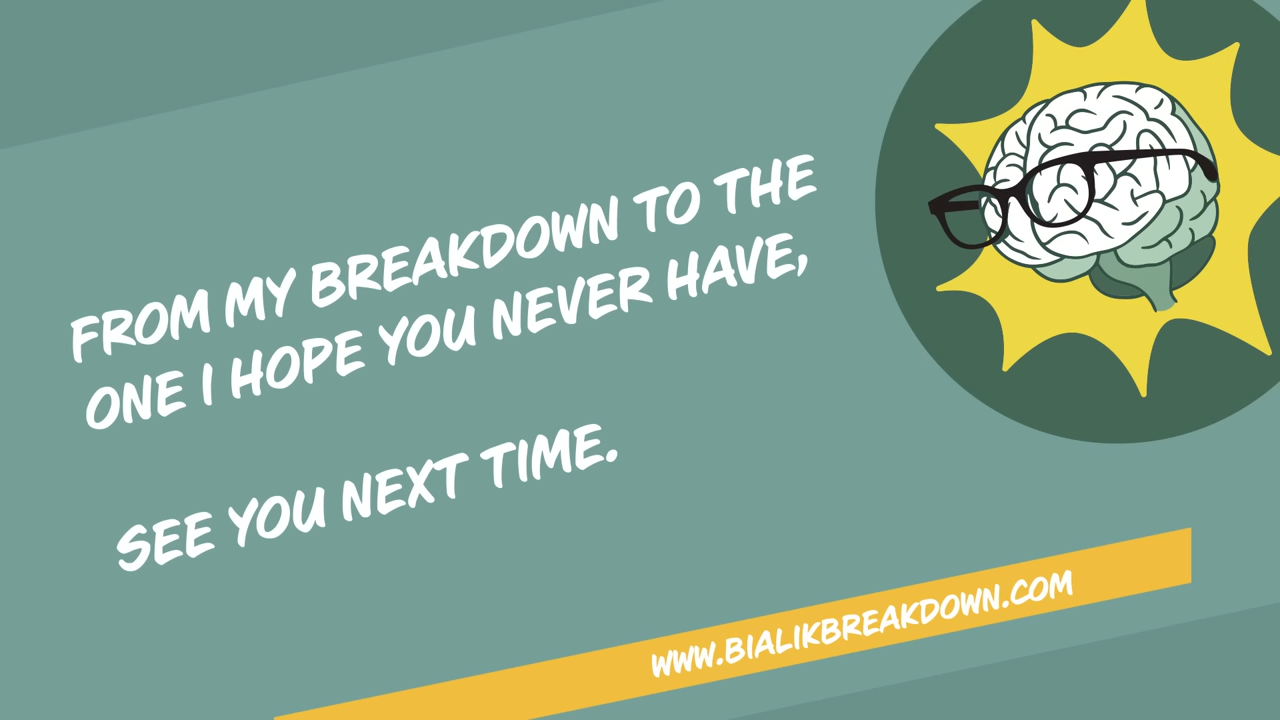 FROM MY BREAKDOWN TO THE
ONE I HOPE YOU NEVER HAVE,
SEE YOU NEXT TIME.
WWW.BIALIKBREAKDOWN.COM